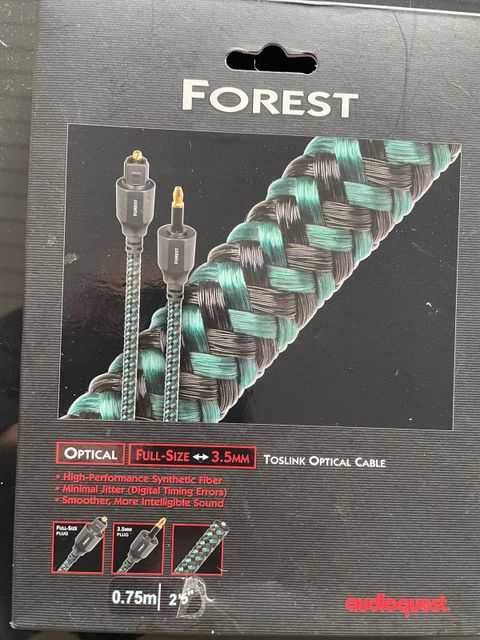 FOREST
FOREST
FOREST
OPTICAL FULL-SIZE ↔ 3.5MM TOSLINK OPTICAL CABLE
• High-Performance Synthetic Fiber
• Minimal Jitter (Digital Timing Errors)
• Smoother, More Intelligible Sound
FULL-SIZE
PLUG
3.5MM
PLUG
0.75m 2'5"
audioquest